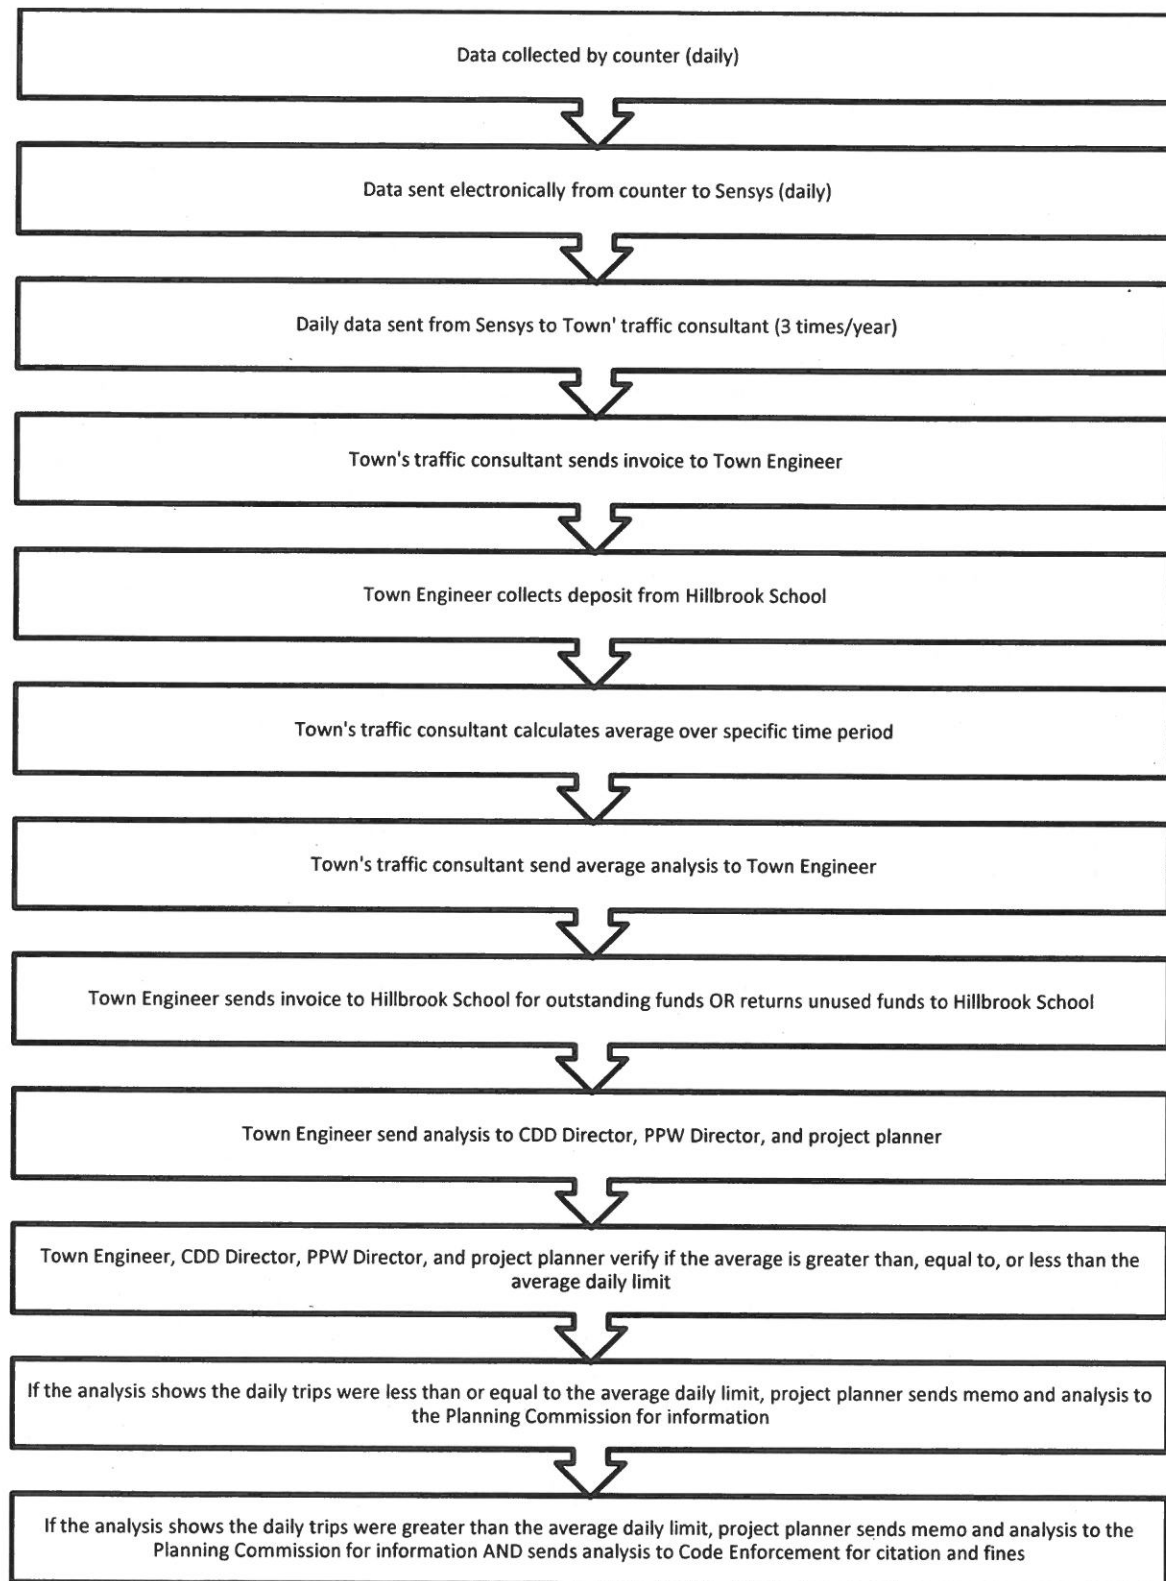 Data collected by counter (daily)
Data sent electronically from counter to Sensys (daily)
Daily data sent from Sensys to Town' traffic consultant (3 times/year)
Town's traffic consultant sends invoice to Town Engineer
Town Engineer collects deposit from Hillbrook School
Town's traffic consultant calculates average over specific time period
Town's traffic consultant send average analysis to Town Engineer
Town Engineer sends invoice to Hillbrook School for outstanding funds OR returns unused funds to Hillbrook School
Town Engineer send analysis to CDD Director, PPW Director, and project planner
Town Engineer, CDD Director, PPW Director, and project planner verify if the average is greater than, equal to, or less than the
average daily limit
If the analysis shows the daily trips were less than or equal to the average daily limit, project planner sends memo and analysis to
the Planning Commission for information
If the analysis shows the daily trips were greater than the average daily limit, project planner sends memo and analysis to the
Planning Commission for information AND sends analysis to Code Enforcement for citation and fines